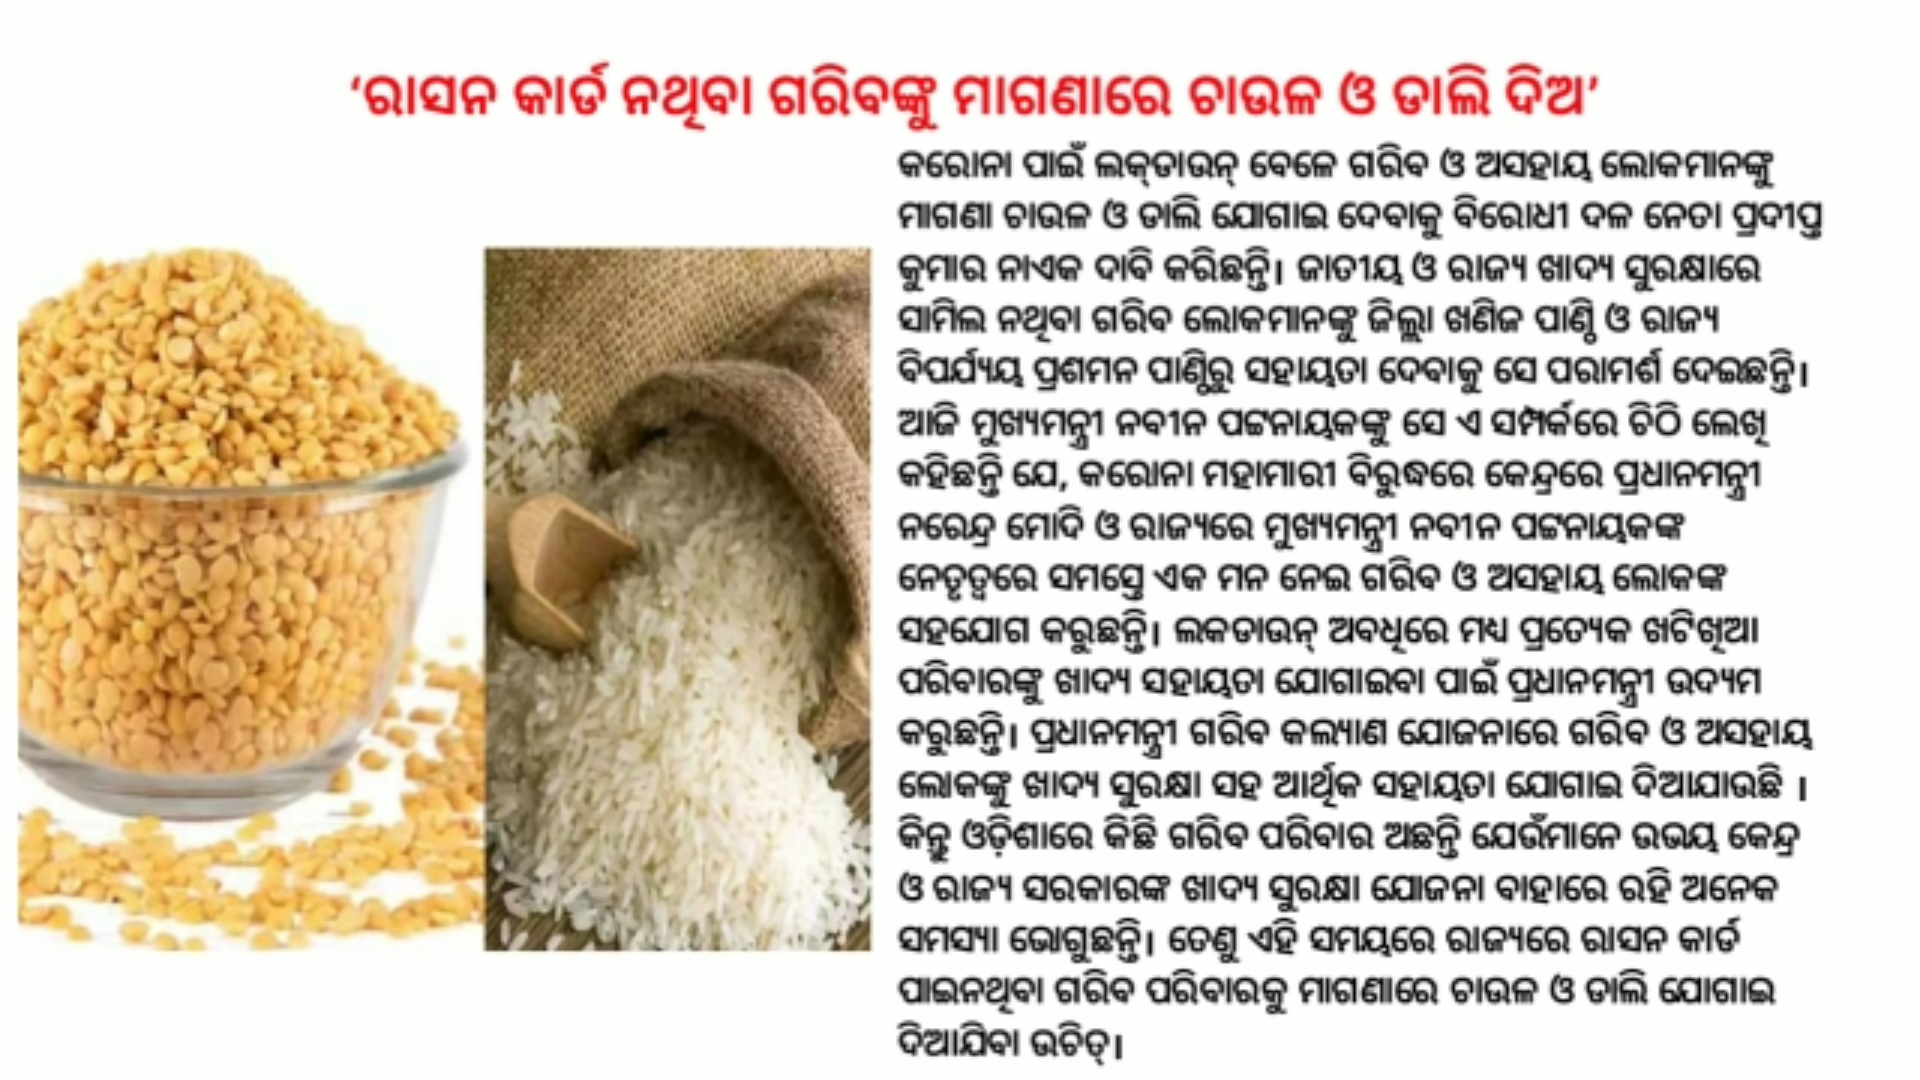 ‘ରାସନ କାର୍ଡ ନଥିବା ଗରିବଙ୍କୁ ମାଗଣାରେ ଚାଉଳ ଓ ଡାଲି ଦିଅ’
କରୋନା ପାଇଁ ଲକ୍‌ଡାଉନ୍ ବେଳେ ଗରିବ ଓ ଅସହାୟ ଲୋକମାନଙ୍କୁ
ମାଗଣା ଚାଉଳ ଓ ଡାଲି ଯୋଗାଇ ଦେବାକୁ ବିରୋଧୀ ଦଳ ନେତା ପ୍ରଦୀପ୍ତ
କୁମାର ନାଏକ ଦାବି କରିଛନ୍ତି। ଜାତୀୟ ଓ ରାଜ୍ୟ ଖାଦ୍ୟ ସୁରକ୍ଷାରେ
ସାମିଲ ନଥିବା ଗରିବ ଲୋକମାନଙ୍କୁ ଜିଲ୍ଲା ଖଣିଜ ପାଣ୍ଠି ଓ ରାଜ୍ୟ
ବିପର୍ଯ୍ୟୟ ପ୍ରଶମନ ପାଣ୍ଠିରୁ ସହାୟତା ଦେବାକୁ ସେ ପରାମର୍ଶ ଦେଇଛନ୍ତି।
ଆଜି ମୁଖ୍ୟମନ୍ତ୍ରୀ ନବୀନ ପଟ୍ଟନାୟକଙ୍କୁ ସେ ଏ ସମ୍ପର୍କରେ ଚିଠି ଲେଖି
କହିଛନ୍ତି ଯେ, କରୋନା ମହାମାରୀ ବିରୁଦ୍ଧରେ କେନ୍ଦ୍ରରେ ପ୍ରଧାନମନ୍ତ୍ରୀ
ନରେନ୍ଦ୍ର ମୋଦି ଓ ରାଜ୍ୟରେ ମୁଖ୍ୟମନ୍ତ୍ରୀ ନବୀନ ପଟ୍ଟନାୟକଙ୍କ
ନେତୃତ୍ୱରେ ସମସ୍ତେ ଏକ ମନ ନେଇ ଗରିବ ଓ ଅସହାୟ ଲୋକଙ୍କ
ସହଯୋଗ କରୁଛନ୍ତି। ଲକଡାଉନ୍ ଅବଧିରେ ମଧ୍ୟ ପ୍ରତ୍ୟେକ ଖଟିଖିଆ
ପରିବାରଙ୍କୁ ଖାଦ୍ୟ ସହାୟତା ଯୋଗାଇବା ପାଇଁ ପ୍ରଧାନମନ୍ତ୍ରୀ ଉଦ୍ୟମ
କରୁଛନ୍ତି। ପ୍ରଧାନମନ୍ତ୍ରୀ ଗରିବ କଲ୍ୟାଣ ଯୋଜନାରେ ଗରିବ ଓ ଅସହାୟ
ଲୋକଙ୍କୁ ଖାଦ୍ୟ ସୁରକ୍ଷା ସହ ଆର୍ଥିକ ସହାୟତା ଯୋଗାଇ ଦିଆଯାଉଛି ।
କିନ୍ତୁ ଓଡ଼ିଶାରେ କିଛି ଗରିବ ପରିବାର ଅଛନ୍ତି ଯେଉଁମାନେ ଉଭୟ କେନ୍ଦ୍ର
ଓ ରାଜ୍ୟ ସରକାରଙ୍କ ଖାଦ୍ୟ ସୁରକ୍ଷା ଯୋଜନା ବାହାରେ ରହି ଅନେକ
ସମସ୍ୟା ଭୋଗୁଛନ୍ତି। ତେଣୁ ଏହି ସମୟରେ ରାଜ୍ୟରେ ରାସନ କାର୍ଡ
ପାଇନଥିବା ଗରିବ ପରିବାରକୁ ମାଗଣାରେ ଚାଉଳ ଓ ଡାଲି ଯୋଗାଇ
ଦିଆଯିବା ଉଚିତ୍।